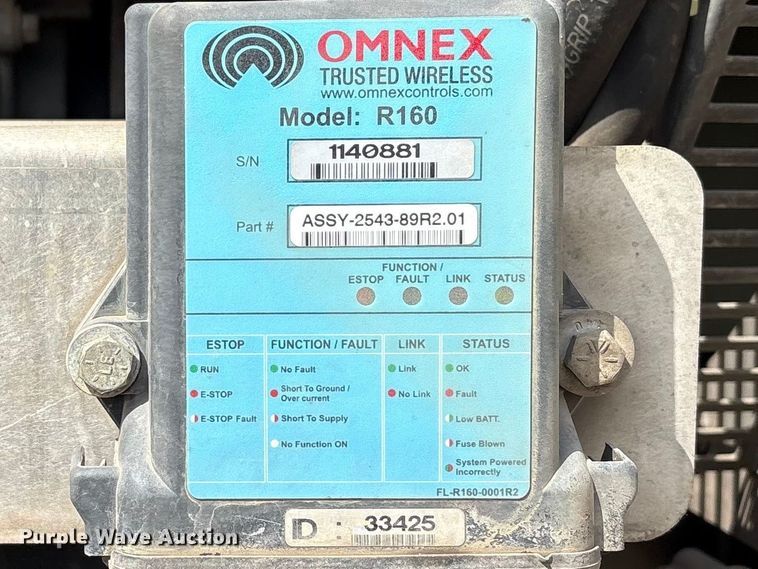 OMNEX
TRUSTED WIRELESS
www.omnexcontrols.com
Model: R160
S/N 1140881
Part # ASSY-2543-89R2.01
ESTOP FUNCTION / FAULT LINK STATUS
ESTOP FUNCTION / FAULT LINK STATUS
RUN No Fault Link OK
E-STOP Short To Ground / Over current No Link Fault
E-STOP Fault Short To Supply Low BATT.
No Function ON Fuse Blown
System Powered Incorrectly
FL-R160-0001R2
ID : 33425
Purple Wave Auction